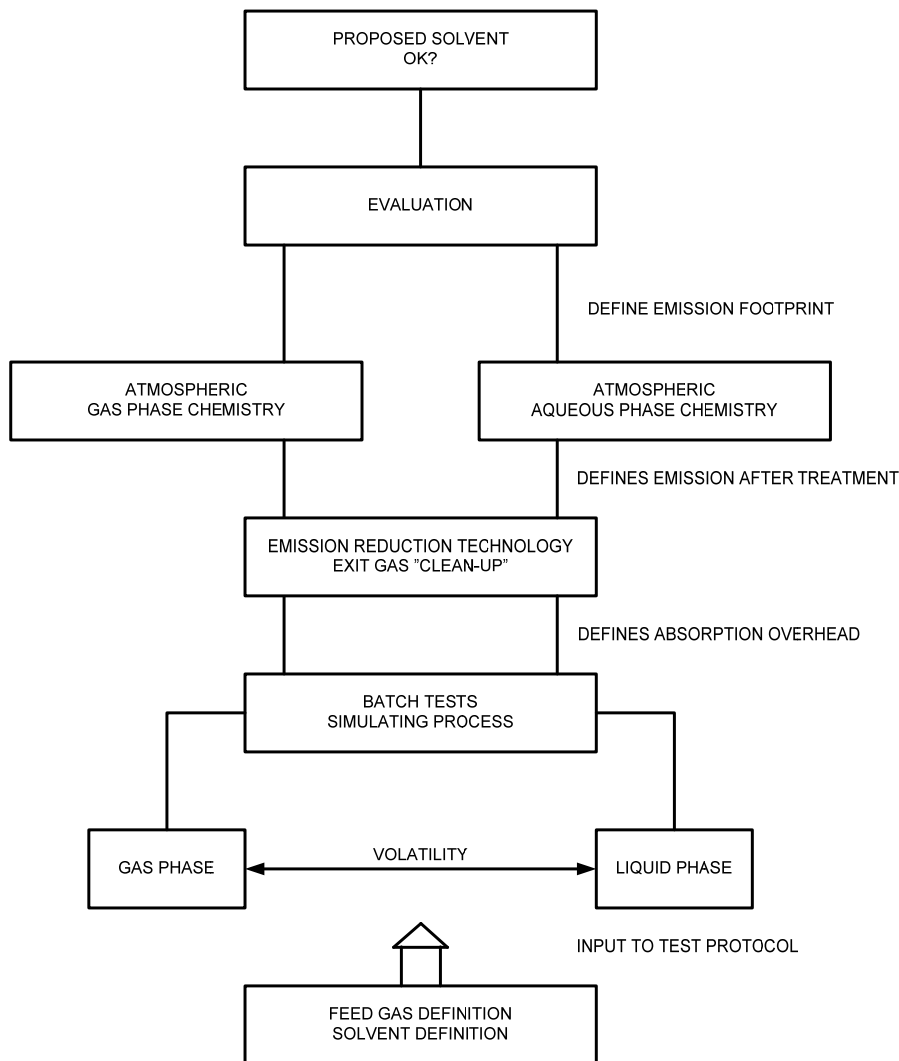 PROPOSED SOLVENT
OK?
EVALUATION
DEFINE EMISSION FOOTPRINT
ATMOSPHERIC
GAS PHASE CHEMISTRY
ATMOSPHERIC
AQUEOUS PHASE CHEMISTRY
DEFINES EMISSION AFTER TREATMENT
EMISSION REDUCTION TECHNOLOGY
EXIT GAS ”CLEAN-UP”
DEFINES ABSORPTION OVERHEAD
BATCH TESTS
SIMULATING PROCESS
GAS PHASE
VOLATILITY
LIQUID PHASE
INPUT TO TEST PROTOCOL
FEED GAS DEFINITION
SOLVENT DEFINITION